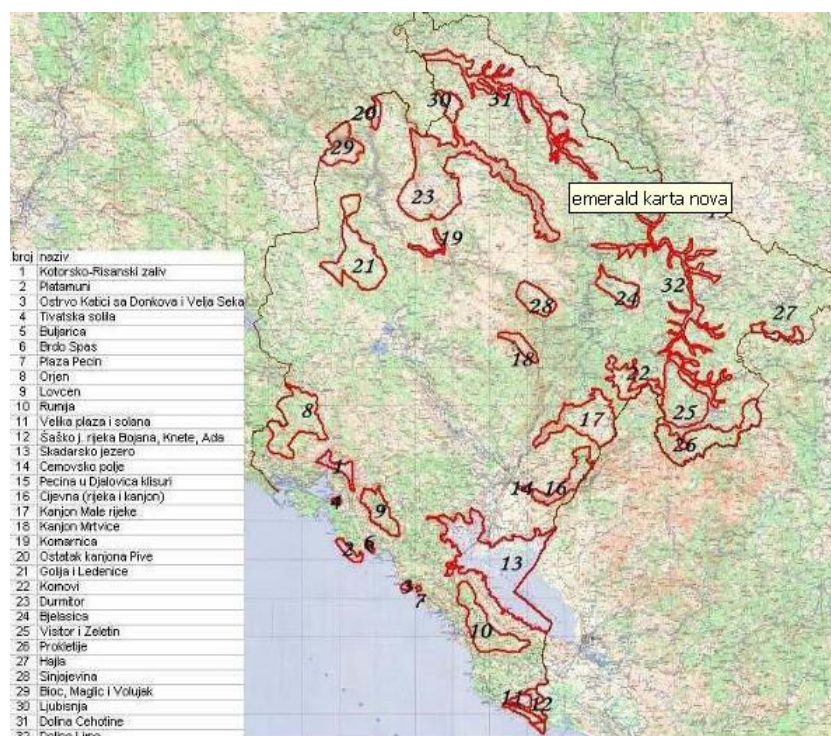 30
31
20
29
23
emerald karta nova
15
19
21
32
24
28
27
18
22
25
8
17
26
1
14
16
4
9
6
2
13
3
7
10
11
12
broj naziv
1 Kotorsko-Risanski zaliv
2 Platamuni
3 Ostrvo Katici sa Donkova i Velja Seka
4 Tivatska solila
5 Buljarica
6 Brdo Spas
7 Plaza Pecin
8 Orjen
9 Lovcen
10 Rumija
11 Velika plaza i solana
12 Šaško j. rijeka Bojana, Knete, Ada
13 Skadarsko jezero
14 Cemovsko polje
15 Pecina u Djalovica klisuri
16 Cijevna (rijeka i kanjon)
17 Kanjon Male rijeke
18 Kanjon Mrtvice
19 Komarnica
20 Ostatak kanjona Pive
21 Golija i Ledenice
22 Komovi
23 Durmitor
24 Bjelasica
25 Visitor i Zeletin
26 Prokletije
27 Hajla
28 Sinjajevina
29 Bioc, Maglic i Volujak
30 Ljubisnja
31 Dolina Cehotine
32 Dolina Lima